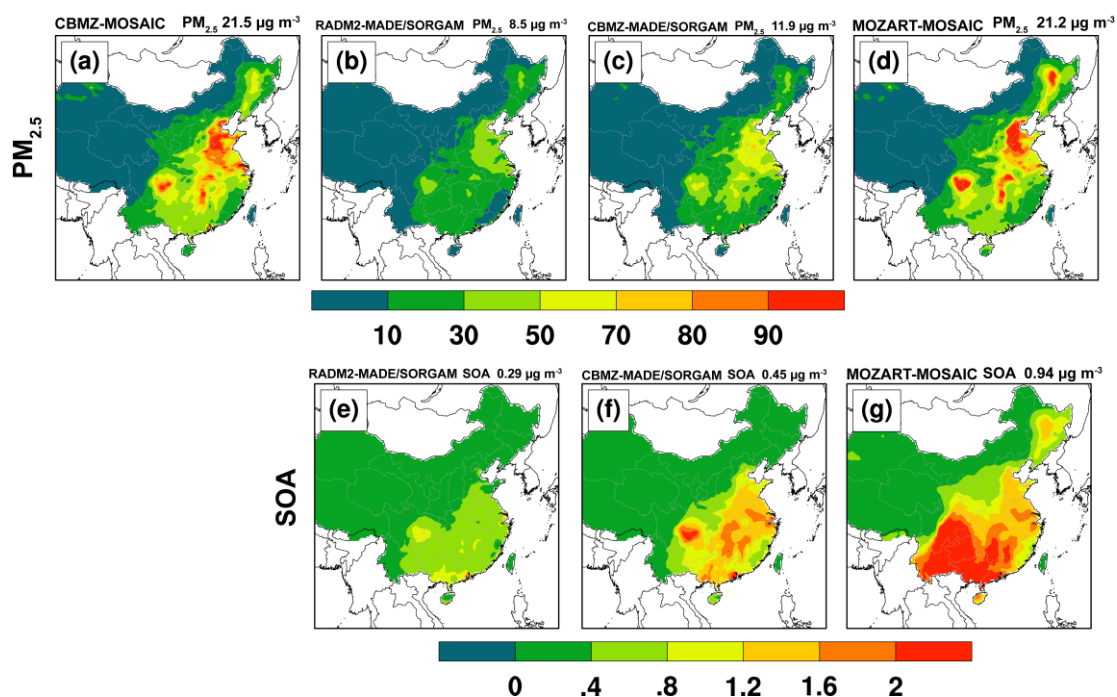 CBMZ-MOSAIC PM2.5 21.5 µg m-3
RADM2-MADE/SORGAM PM2.5 8.5 µg m-3
CBMZ-MADE/SORGAM PM2.5 11.9 µg m-3
MOZART-MOSAIC PM2.5 21.2 µg m-3
(a)
(b)
(c)
(d)
PM2.5
10 30 50 70 80 90
RADM2-MADE/SORGAM SOA 0.29 µg m-3
CBMZ-MADE/SORGAM SOA 0.45 µg m-3
MOZART-MOSAIC SOA 0.94 µg m-3
(e)
(f)
(g)
SOA
0 .4 .8 1.2 1.6 2